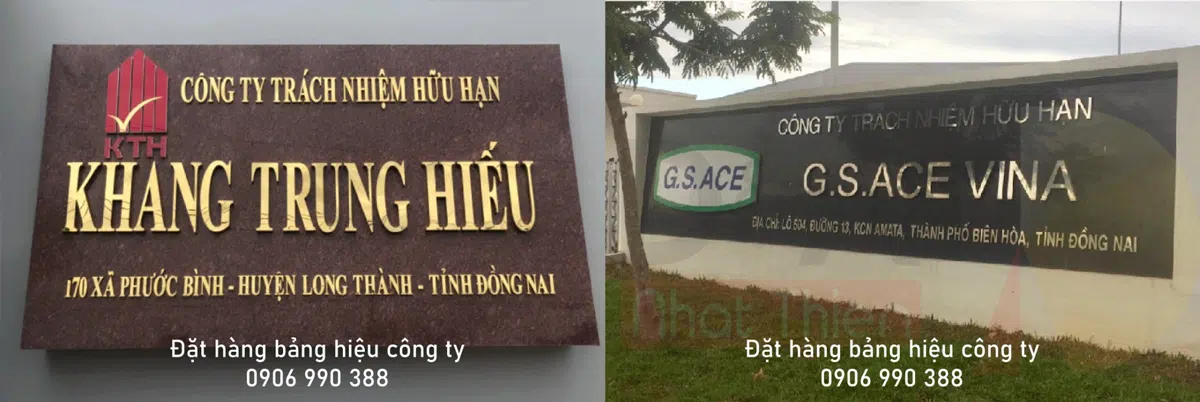 CÔNG TY TRÁCH NHIỆM HỮU HẠN
KTH
KHANG TRUNG HIẾU
170 XÃ PHƯỚC BÌNH - HUYỆN LONG THÀNH - TỈNH ĐỒNG NAI
Đặt hàng bảng hiệu công ty
0906 990 388
CÔNG TY TRÁCH NHIỆM HỮU HẠN
G.S.ACE
G.S.ACE VINA
ĐỊA CHỈ: LÔ 504, ĐƯỜNG 13, KCN AMATA, THÀNH PHỐ BIÊN HÒA, TỈNH ĐỒNG NAI
Nhat Thien
Đặt hàng bảng hiệu công ty
0906 990 388